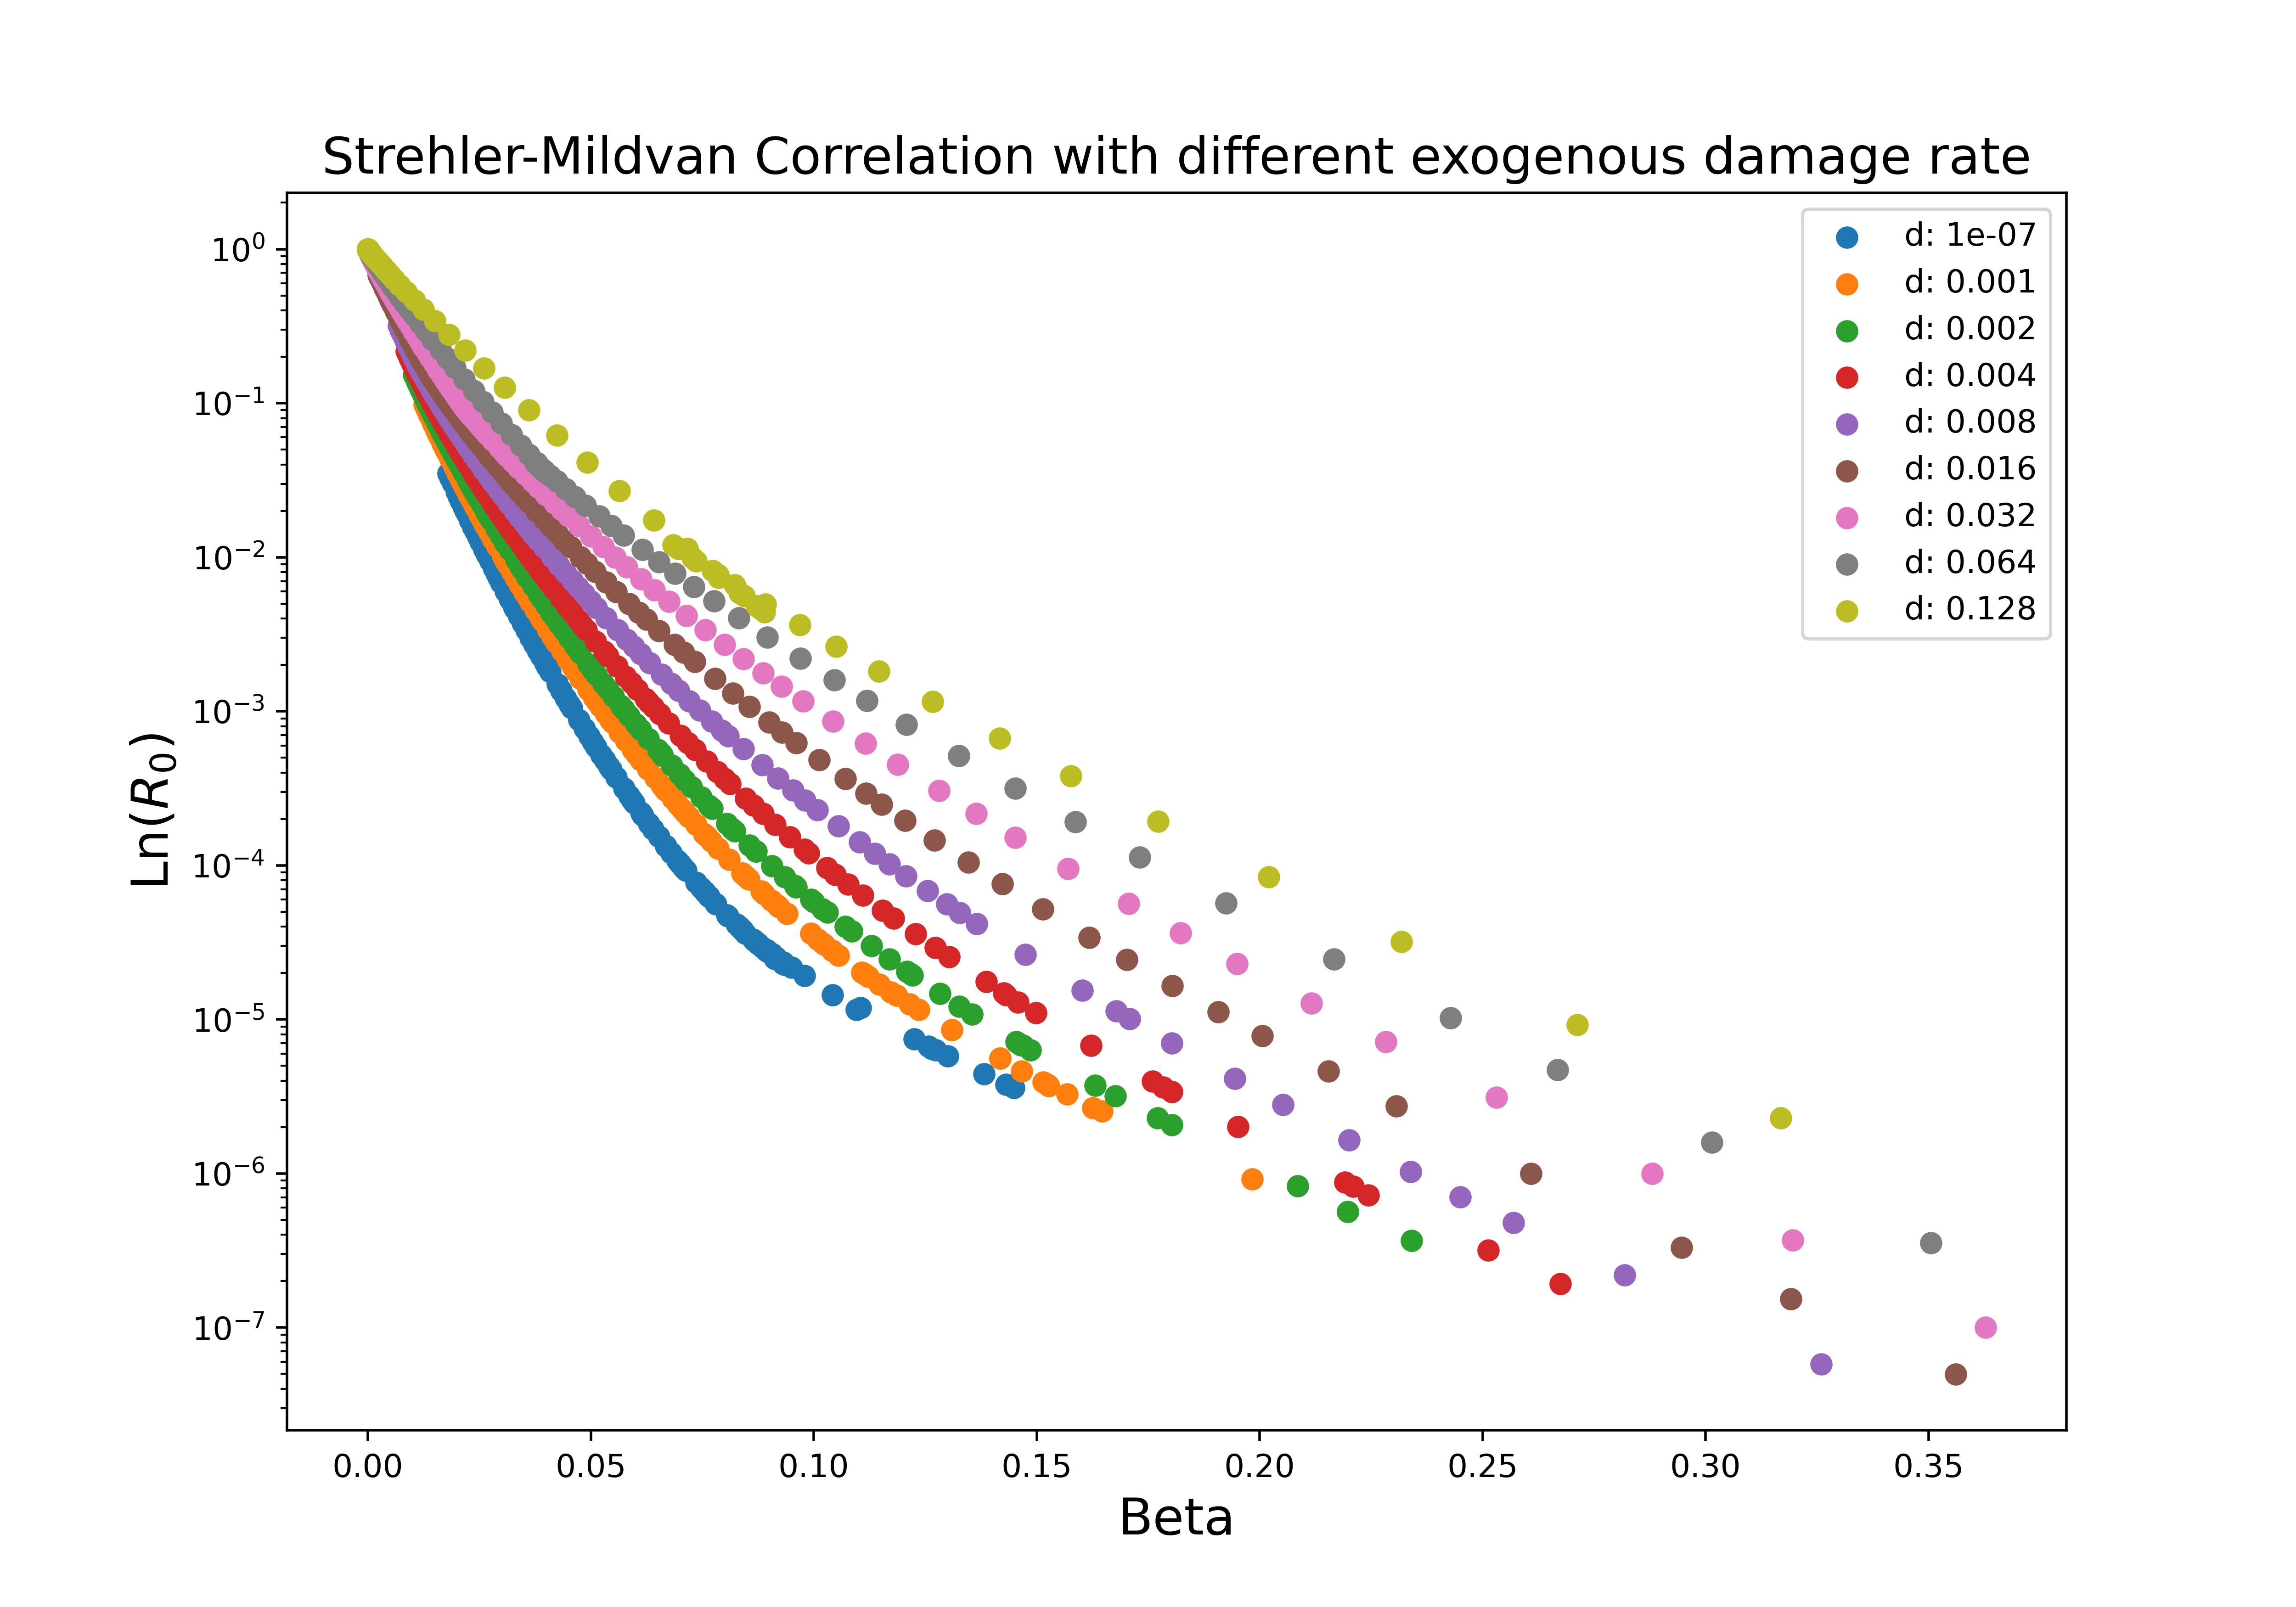 Strehler-Mildvan Correlation with different exogenous damage rate
d: 1e-07
d: 0.001
d: 0.002
d: 0.004
d: 0.008
d: 0.016
d: 0.032
d: 0.064
d: 0.128
10⁰
10⁻¹
10⁻²
10⁻³
10⁻⁴
10⁻⁵
10⁻⁶
10⁻⁷
Ln(R₀)
0.00 0.05 0.10 0.15 0.20 0.25 0.30 0.35
Beta